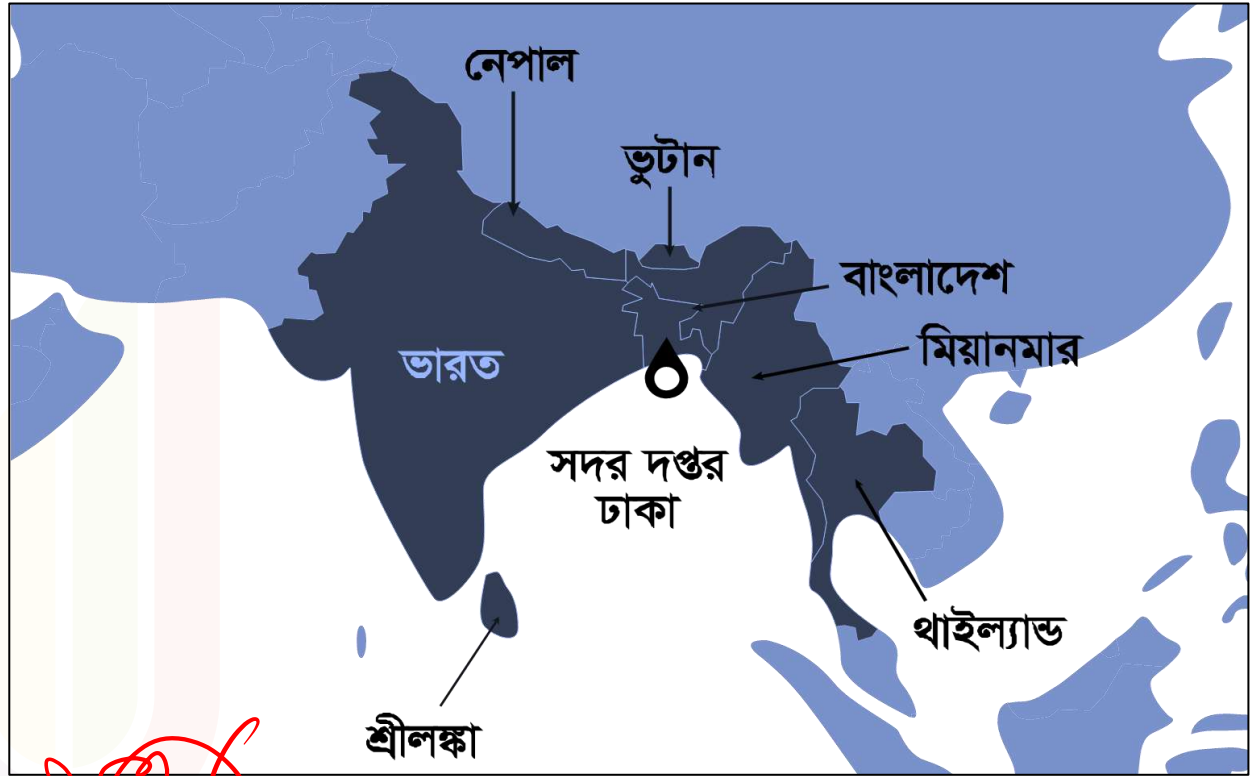 নেপাল
ভুটান
বাংলাদেশ
মিয়ানমার
ভারত
সদর দপ্তর
ঢাকা
থাইল্যান্ড
শ্রীলঙ্কা